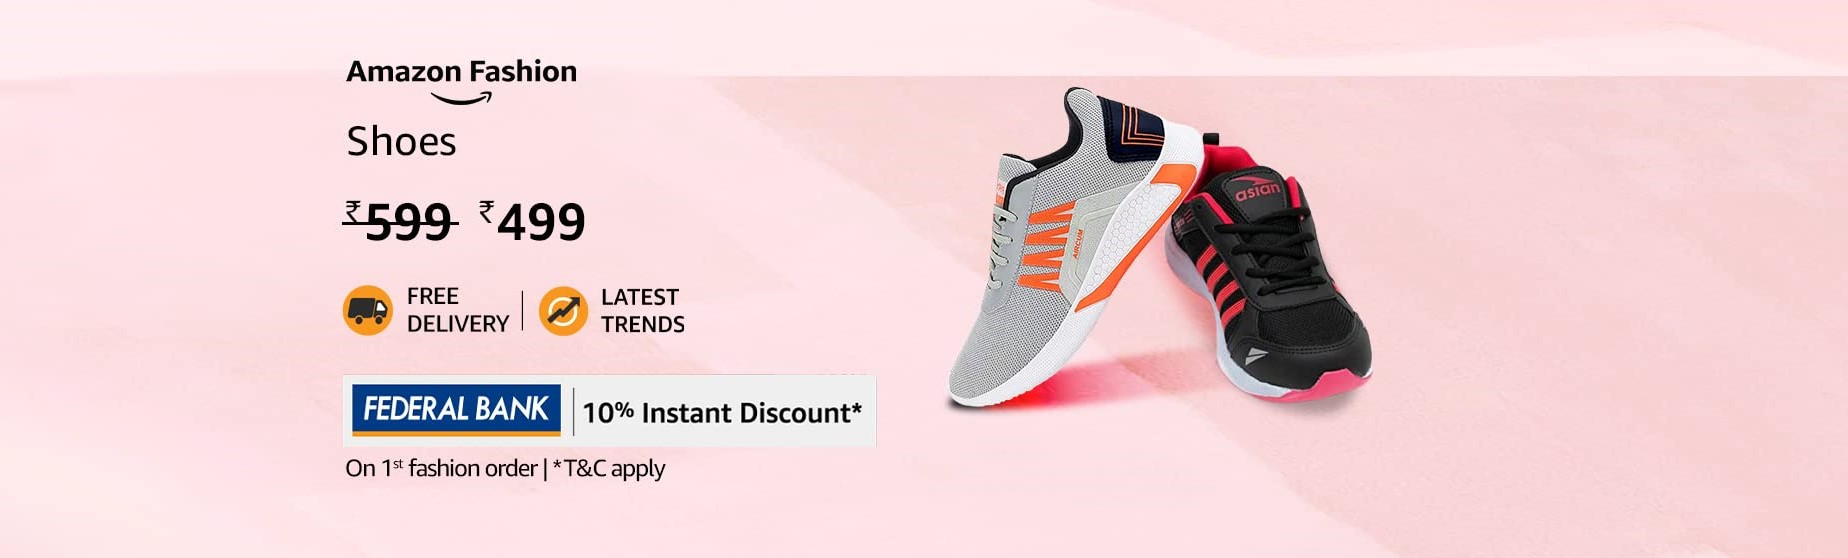 Amazon Fashion
Shoes
₹599 ₹499
FREE DELIVERY
LATEST TRENDS
FEDERAL BANK | 10% Instant Discount*
On 1st fashion order | *T&C apply
AIRCUM
asian